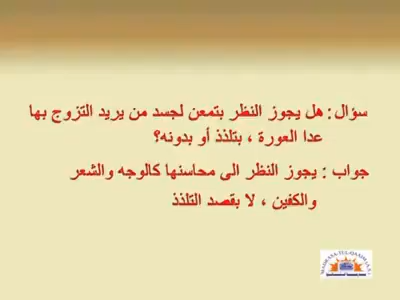 سؤال : هل يجوز النظر بتمعن لجسد من يريد التزوج بها
عدا العورة ، بتلذذ أو بدونه؟
جواب : يجوز النظر الى محاسنها كالوجه والشعر
والكفين ، لا بقصد التلذذ